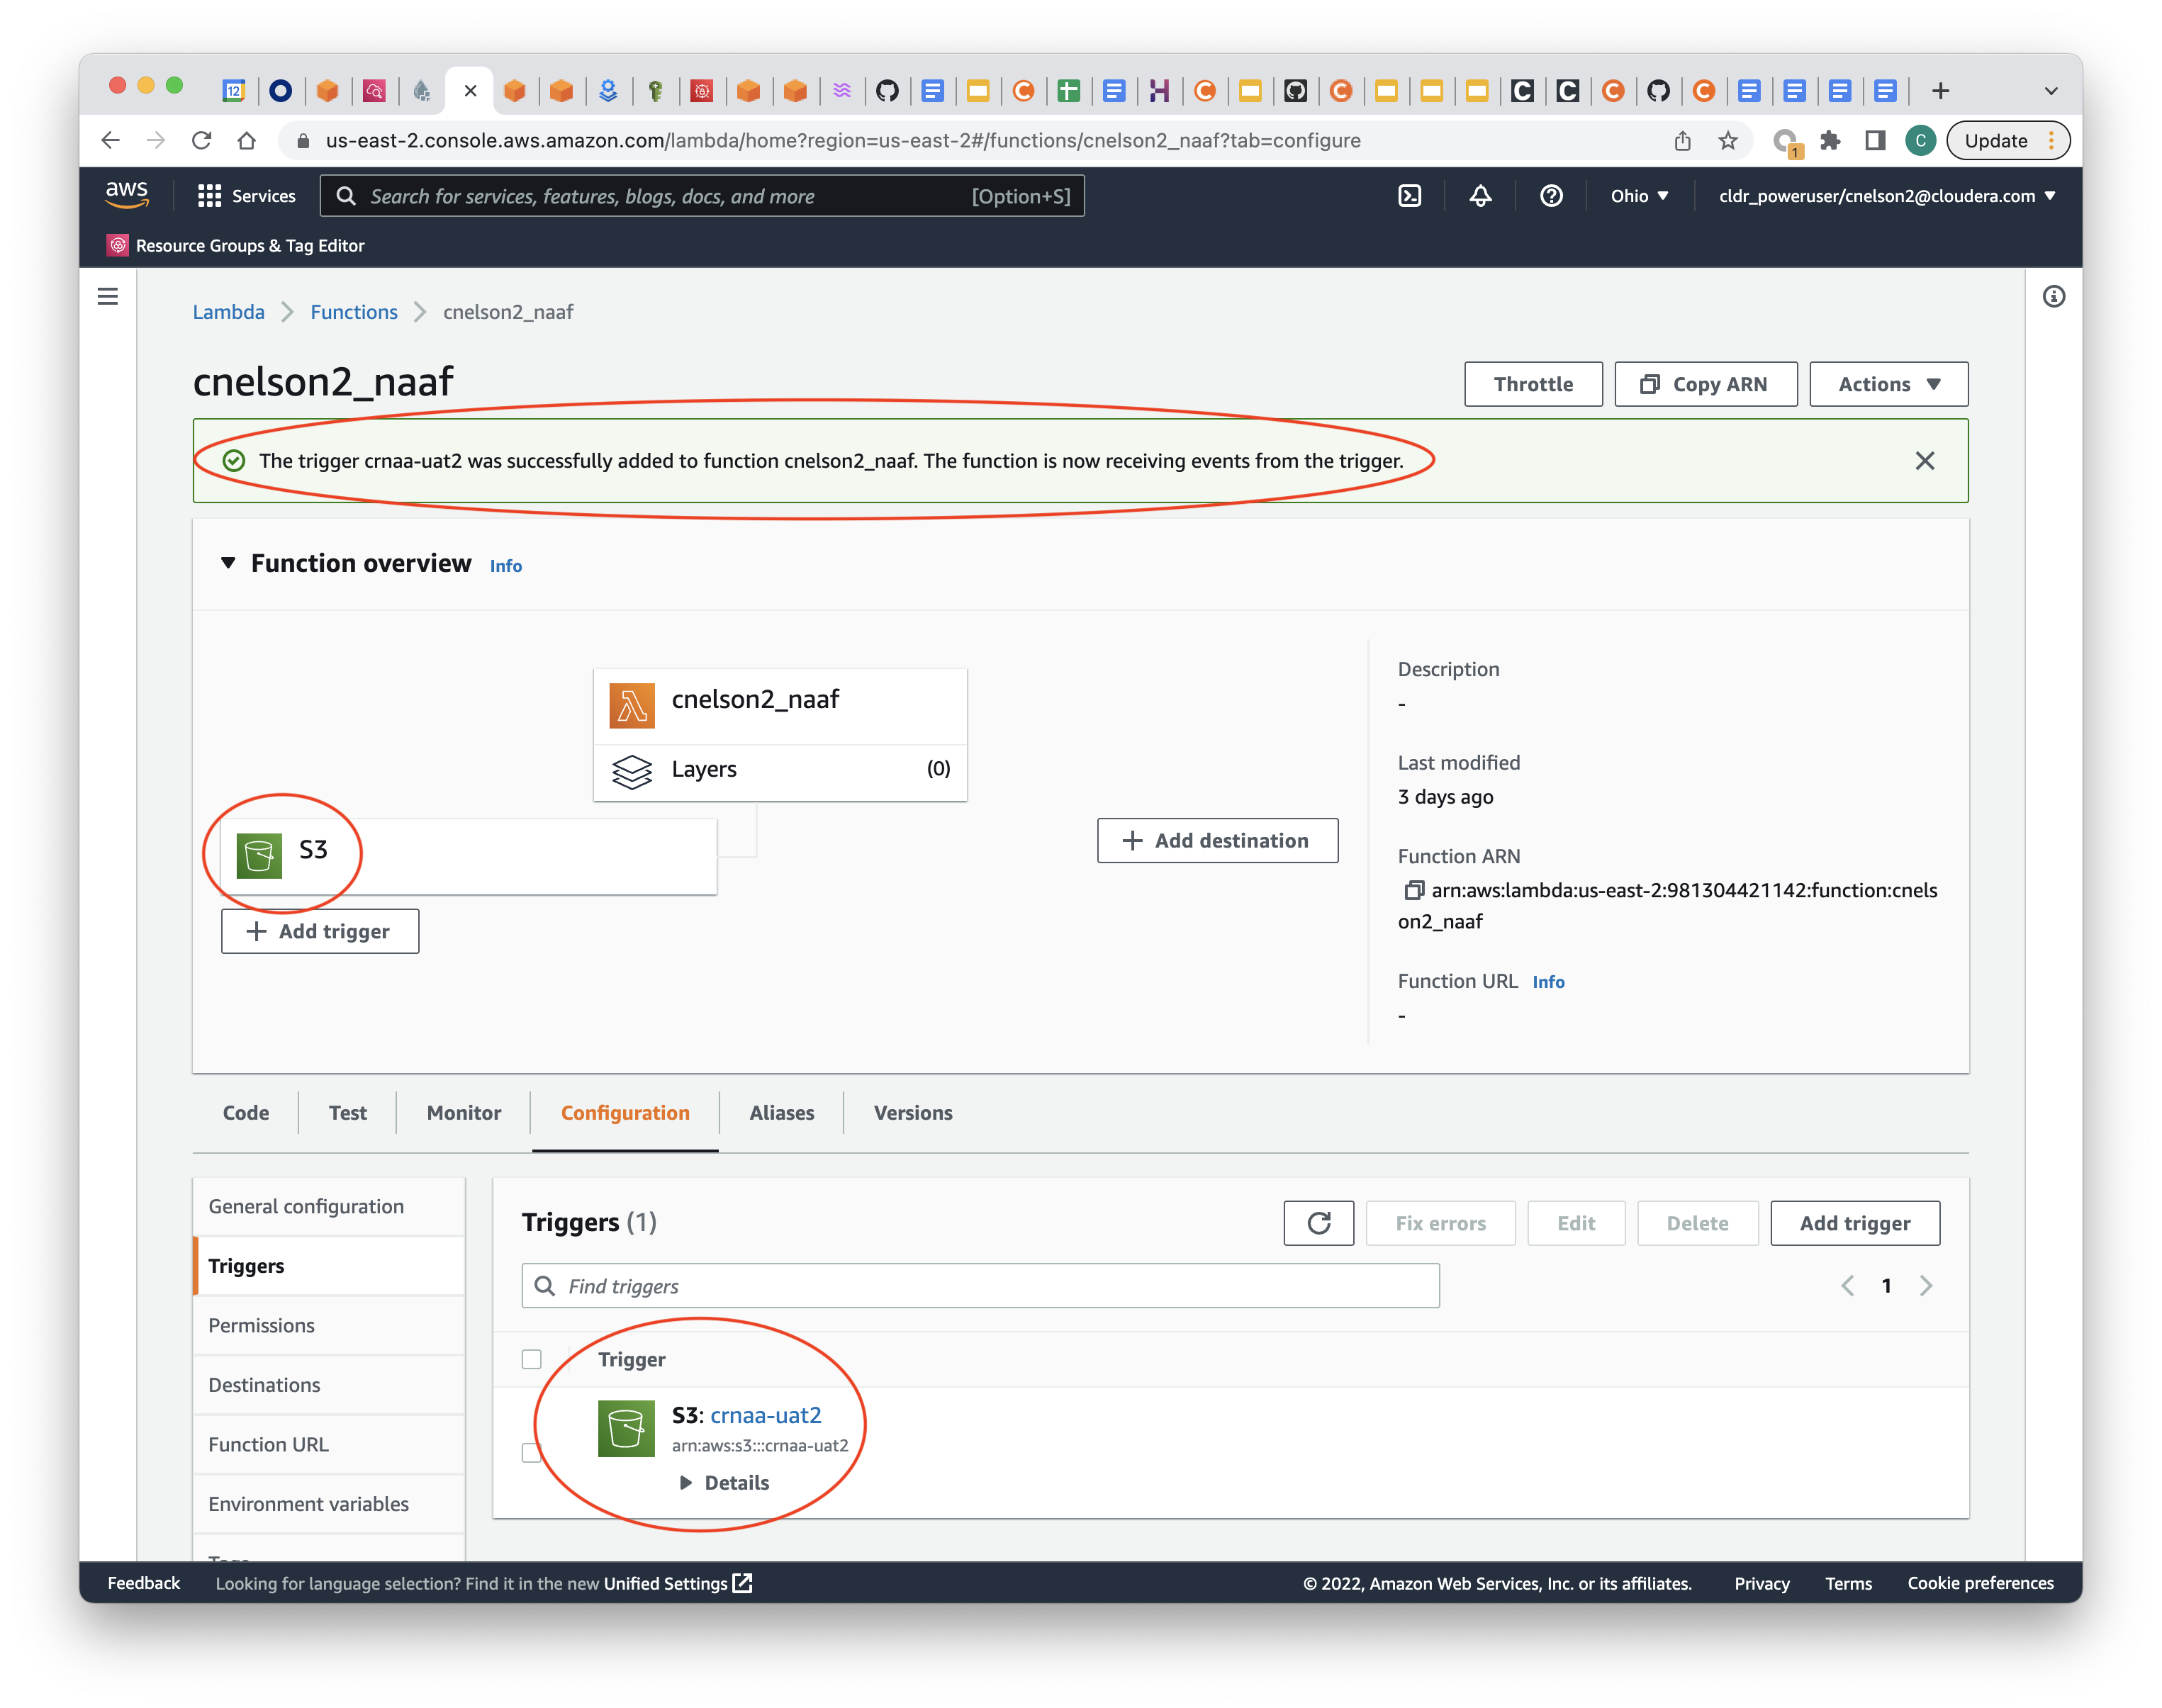 12
us-east-2.console.aws.amazon.com/lambda/home?region=us-east-2#/functions/cnelson2_naaf?tab=configure
1
C
Update
aws
Services
Search for services, features, blogs, docs, and more
[Option+S]
Ohio
cldr_poweruser/cnelson2@cloudera.com
Resource Groups & Tag Editor
Lambda
Functions
cnelson2_naaf
cnelson2_naaf
Throttle
Copy ARN
Actions
The trigger crnaa-uat2 was successfully added to function cnelson2_naaf. The function is now receiving events from the trigger.
Function overview
Info
cnelson2_naaf
Layers
(0)
S3
Add trigger
Add destination
Description
-
Last modified
3 days ago
Function ARN
arn:aws:lambda:us-east-2:981304421142:function:cnels
on2_naaf
Function URL
Info
-
Code
Test
Monitor
Configuration
Aliases
Versions
General configuration
Triggers
Permissions
Destinations
Function URL
Environment variables
Triggers (1)
Fix errors
Edit
Delete
Add trigger
Find triggers
1
Trigger
S3: crnaa-uat2
arn:aws:s3:::crnaa-uat2
Details
Feedback
Looking for language selection? Find it in the new Unified Settings
© 2022, Amazon Web Services, Inc. or its affiliates.
Privacy
Terms
Cookie preferences